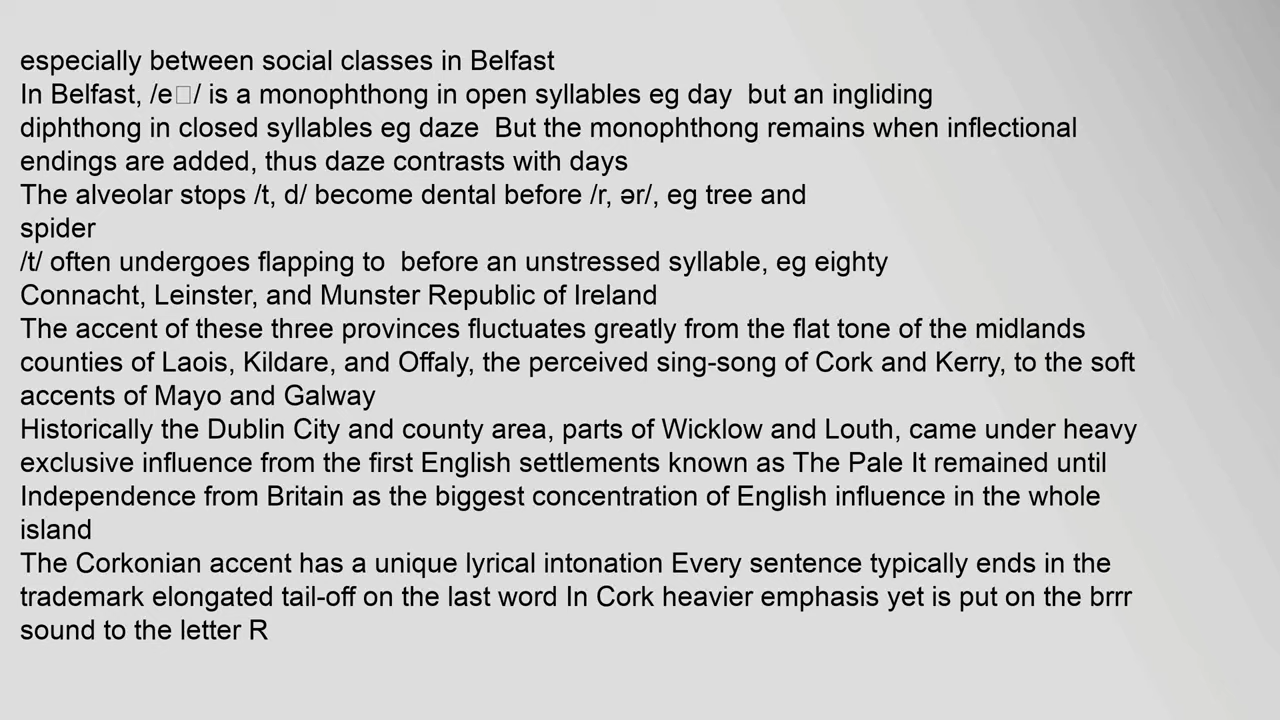 especially between social classes in Belfast
In Belfast, /e□/ is a monophthong in open syllables eg day  but an ingliding
diphthong in closed syllables eg daze  But the monophthong remains when inflectional
endings are added, thus daze contrasts with days
The alveolar stops /t, d/ become dental before /r, ər/, eg tree and
spider
/t/ often undergoes flapping to  before an unstressed syllable, eg eighty
Connacht, Leinster, and Munster Republic of Ireland
The accent of these three provinces fluctuates greatly from the flat tone of the midlands
counties of Laois, Kildare, and Offaly, the perceived sing-song of Cork and Kerry, to the soft
accents of Mayo and Galway
Historically the Dublin City and county area, parts of Wicklow and Louth, came under heavy
exclusive influence from the first English settlements known as The Pale It remained until
Independence from Britain as the biggest concentration of English influence in the whole
island
The Corkonian accent has a unique lyrical intonation Every sentence typically ends in the
trademark elongated tail-off on the last word In Cork heavier emphasis yet is put on the brrr
sound to the letter R